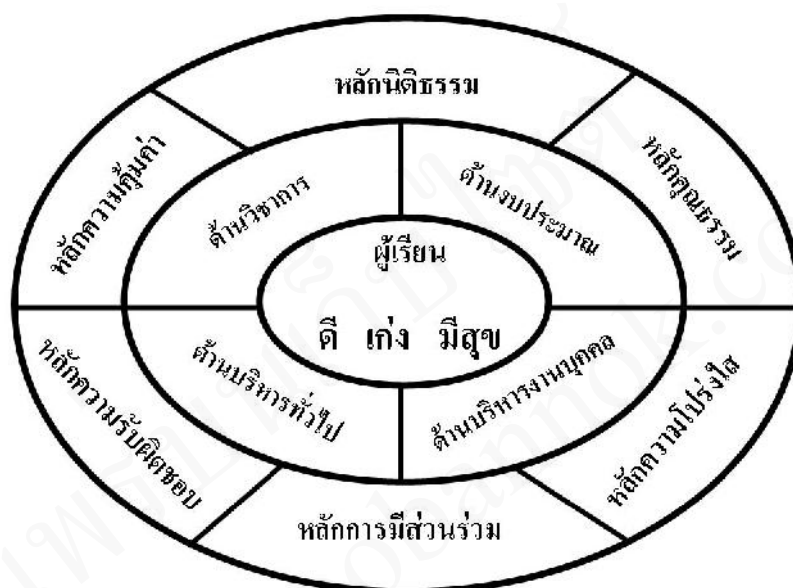 หลักนิติธรรม
หลักความคุ้มค่า
หลักคุณธรรม
ด้านวิชาการ
ด้านงบประมาณ
ผู้เรียน
ดี เก่ง มีสุข
ด้านบริหารทั่วไป
ด้านบริหารงานบุคคล
หลักความรับผิดชอบ
หลักความโปร่งใส
หลักการมีส่วนร่วม